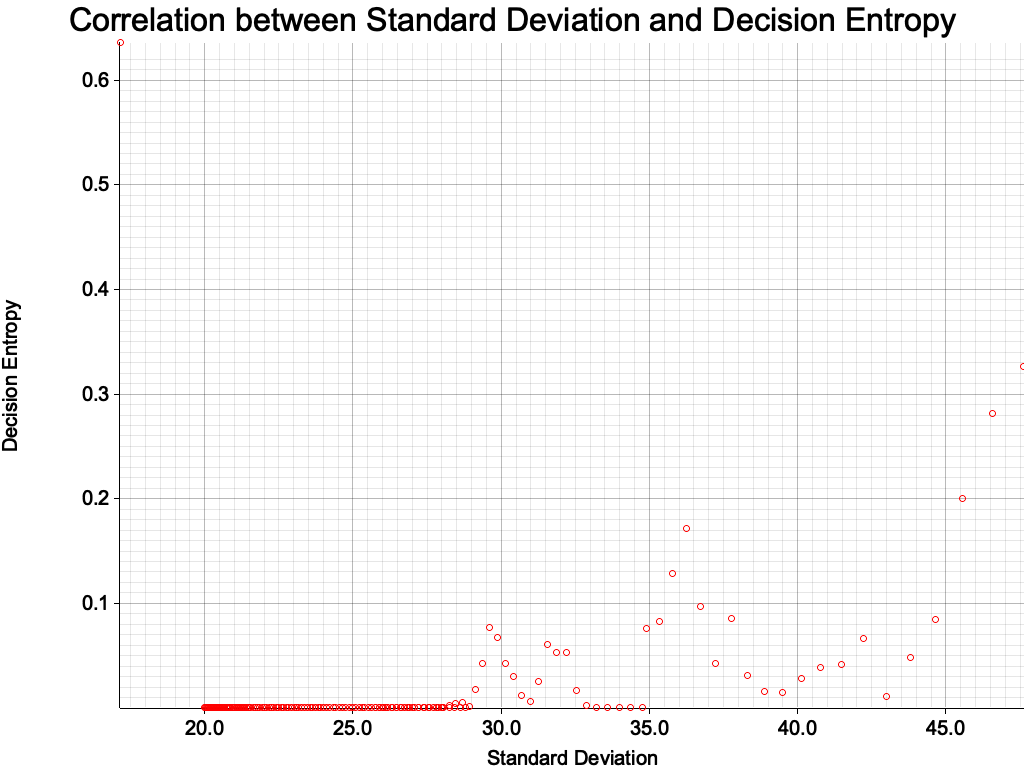 Correlation between Standard Deviation and Decision Entropy
0.6
0.5
0.4
0.3
0.2
0.1
Decision Entropy
20.0 25.0 30.0 35.0 40.0 45.0
Standard Deviation